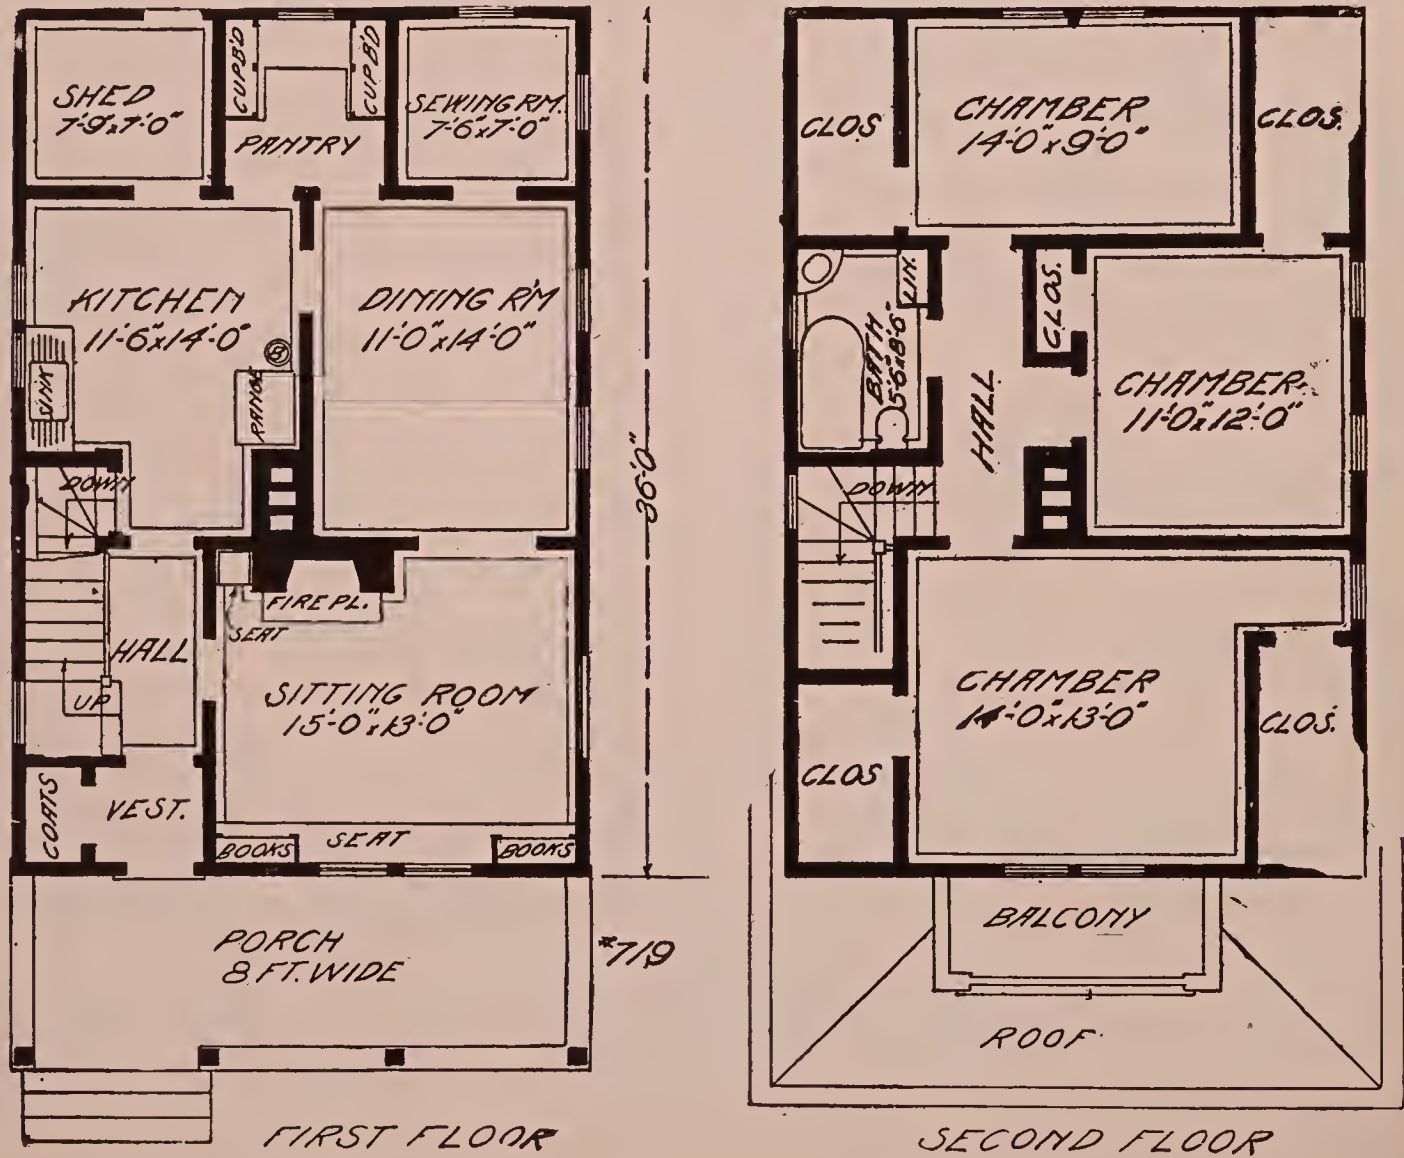 SHED
7'-9"x7'-0"
CUPB'D
CUPB'D
PANTRY
SEWING RM.
7'-6"x7'-0"
KITCHEN
11'-6"x14'-0"
DINING R'M
11'-0"x14'-0"
B
SINK
RANGE
DOWN
36'-0"
HALL
UP
SEAT
FIREPL.
SITTING ROOM
15'-0"x13'-0"
COATS
VEST.
BOOKS
SEAT
BOOKS
PORCH
8 FT. WIDE
#719
FIRST FLOOR
CLOS
CHAMBER
14'-0"x9'-0"
CLOS.
LIN.
CLOS.
BATH
5'-6"x8'-6"
HALL
CHAMBER
11'-0"x12'-0"
DOWN
CHAMBER
14'-0"x13'-0"
CLOS
CLOS.
BALCONY
ROOF
SECOND FLOOR